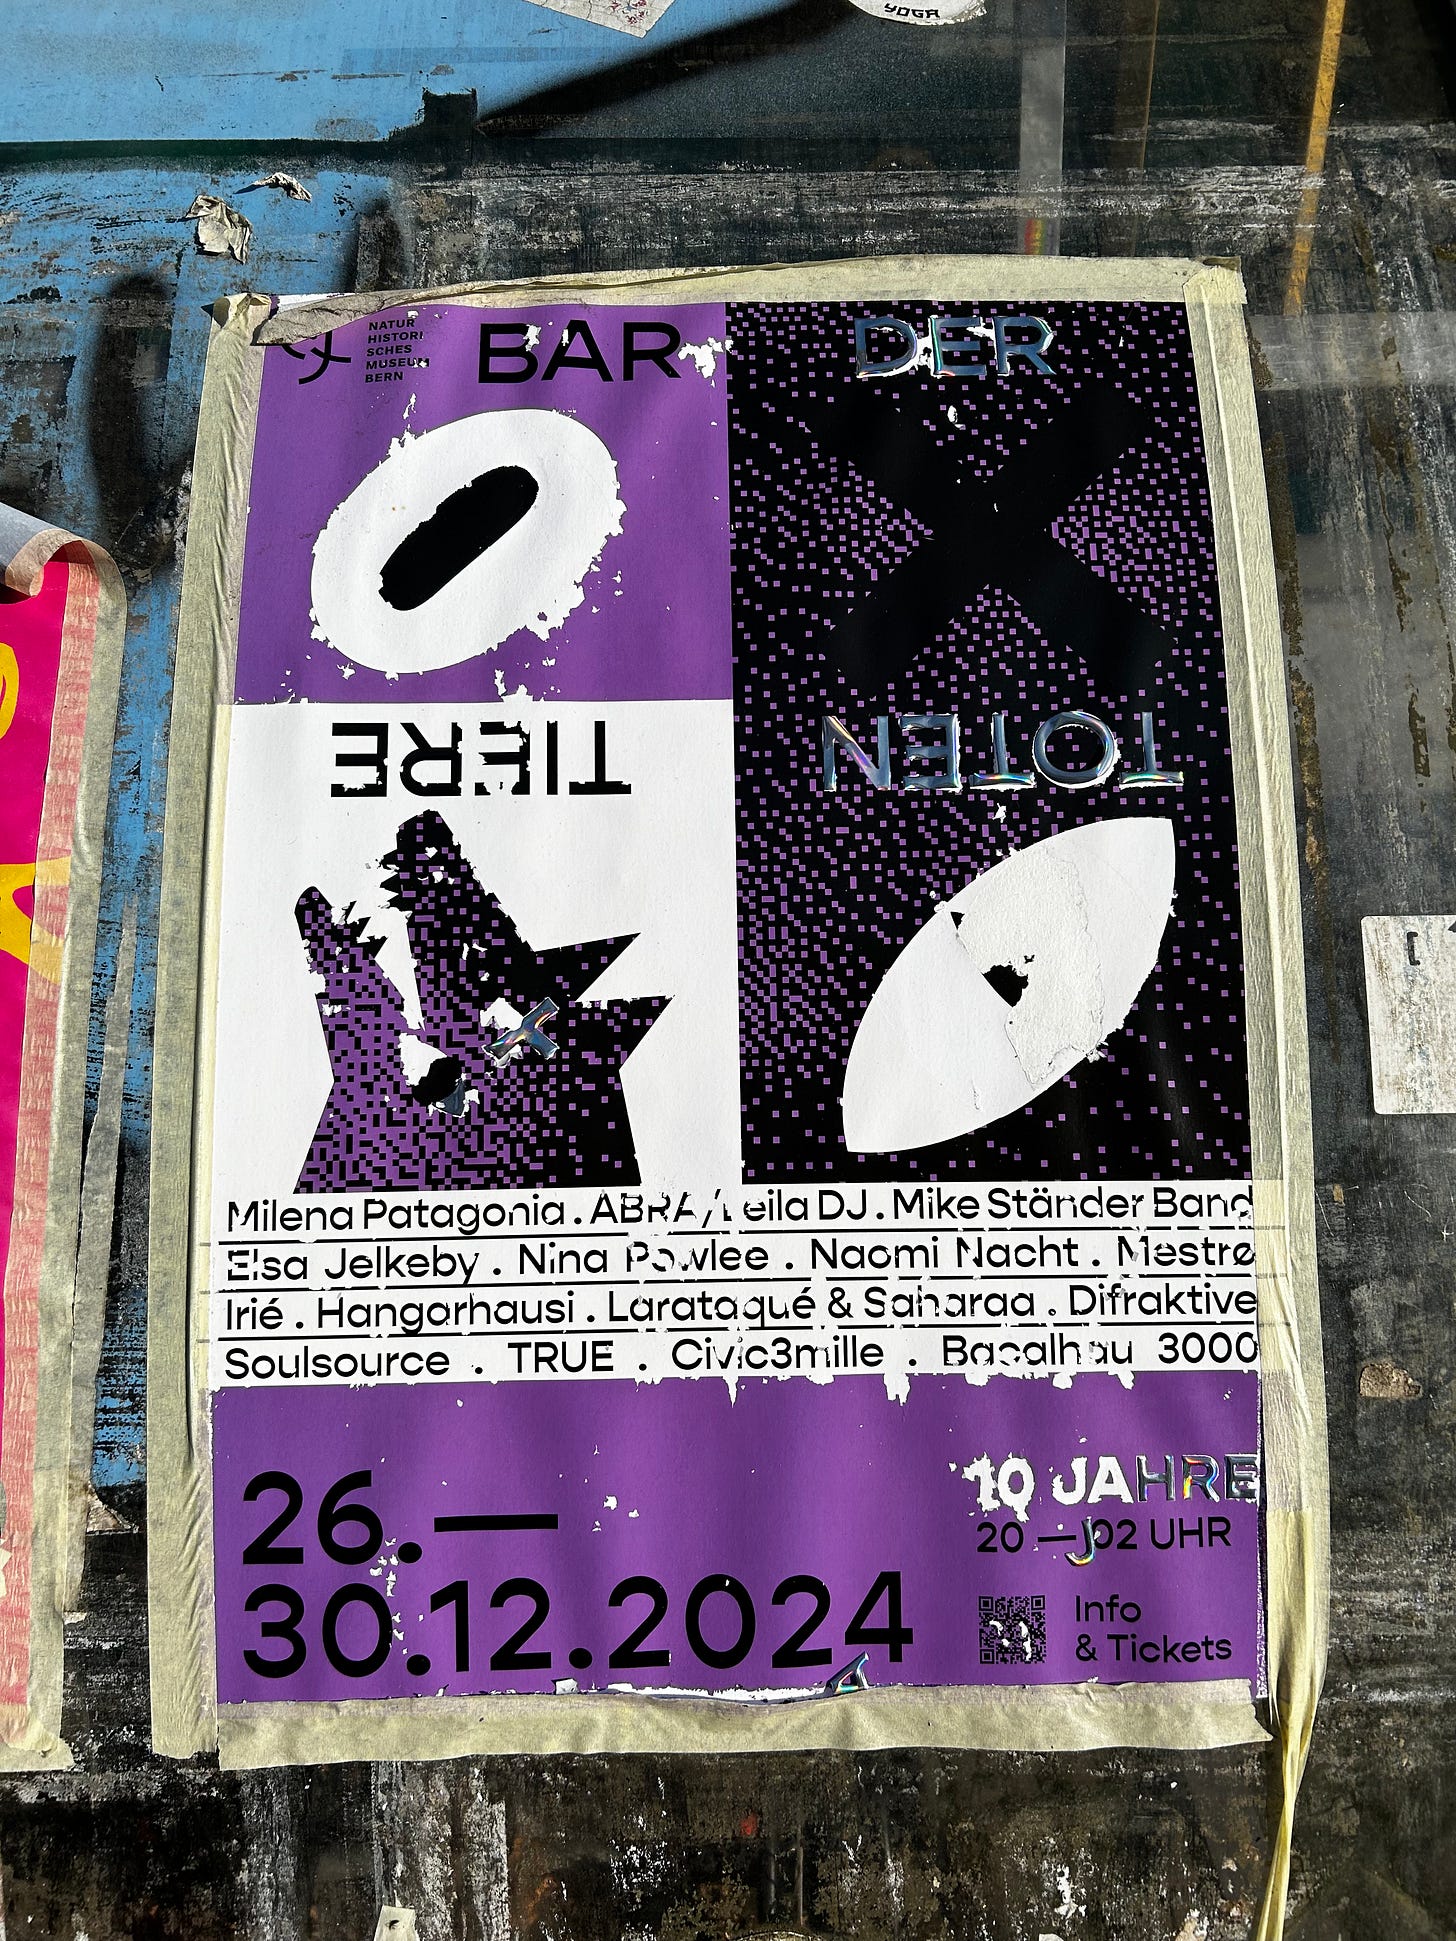 YOGA
NATUR
HISTORI
SCHES
MUSEUM
BERN
BAR
DER
TIERE
TOTEN
Milena Patagonia . ABRA/Leila DJ . Mike Ständer Band
Elsa Jelkeby . Nina Powlee . Naomi Nacht . Mestrø
Irié . Hangarhausi . Larataqué & Saharaa . Difraktive
Soulsource . TRUE . Civic3mille . Bacalhau 3000
26.—
30.12.2024
10 JAHRE
20 — 02 UHR
Info
& Tickets